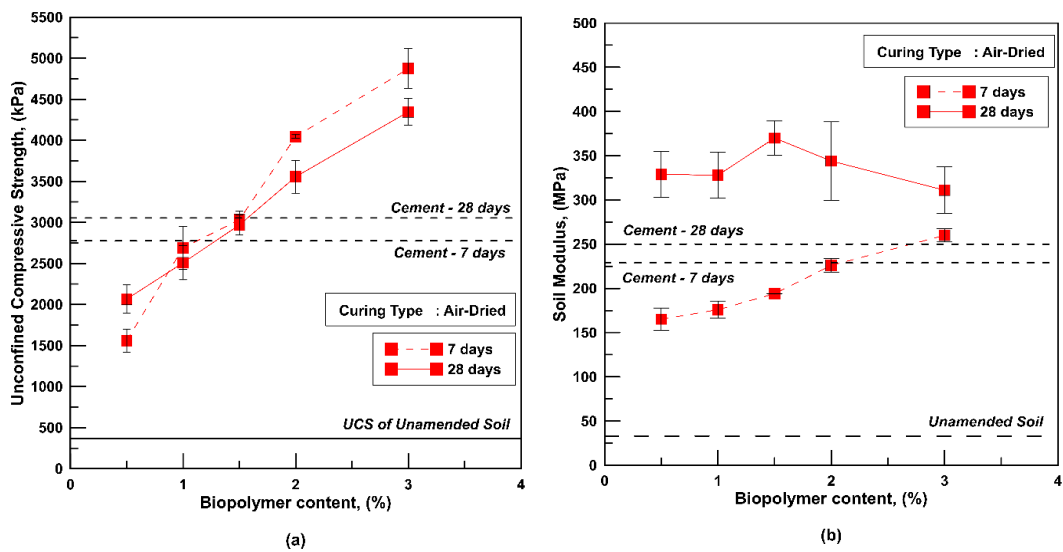 Unconfined Compressive Strength, (kPa)
5500
5000
4500
4000
3500
3000
2500
2000
1500
1000
500
0
Cement - 28 days
Cement - 7 days
Curing Type : Air-Dried
7 days
28 days
UCS of Unamended Soil
0 1 2 3 4
Biopolymer content, (%)
(a)
Soil Modulus, (MPa)
500
450
400
350
300
250
200
150
100
50
0
Curing Type : Air-Dried
7 days
28 days
Cement - 28 days
Cement - 7 days
Unamended Soil
0 1 2 3 4
Biopolymer content, (%)
(b)